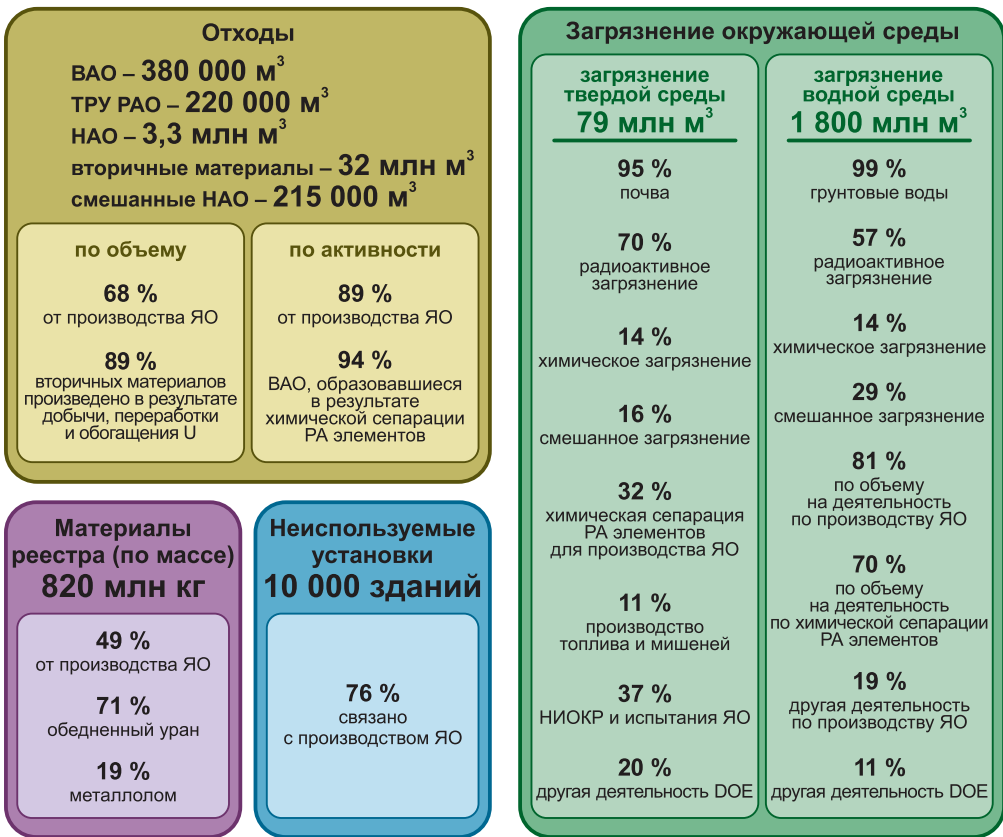 Отходы
ВАО – 380 000 м³
ТРУ РАО – 220 000 м³
НАО – 3,3 млн м³
вторичные материалы – 32 млн м³
смешанные НАО – 215 000 м³
по объему
68 %
от производства ЯО
89 %
вторичных материалов
произведено в результате
добычи, переработки
и обогащения U
по активности
89 %
от производства ЯО
94 %
ВАО, образовавшиеся
в результате
химической сепарации
РА элементов
Материалы
реестра (по массе)
820 млн кг
49 %
от производства ЯО
71 %
обедненный уран
19 %
металлолом
Неиспользуемые
установки
10 000 зданий
76 %
связано
с производством ЯО
Загрязнение окружающей среды
загрязнение
твердой среды
79 млн м³
95 %
почва
70 %
радиоактивное
загрязнение
14 %
химическое загрязнение
16 %
смешанное загрязнение
32 %
химическая сепарация
РА элементов
для производства ЯО
11 %
производство
топлива и мишеней
37 %
НИОКР и испытания ЯО
20 %
другая деятельность DOE
загрязнение
водной среды
1 800 млн м³
99 %
грунтовые воды
57 %
радиоактивное
загрязнение
14 %
химическое загрязнение
29 %
смешанное загрязнение
81 %
по объему
на деятельность
по производству ЯО
70 %
по объему
на деятельность
по химической сепарации
РА элементов
19 %
другая деятельность
по производству ЯО
11 %
другая деятельность DOE